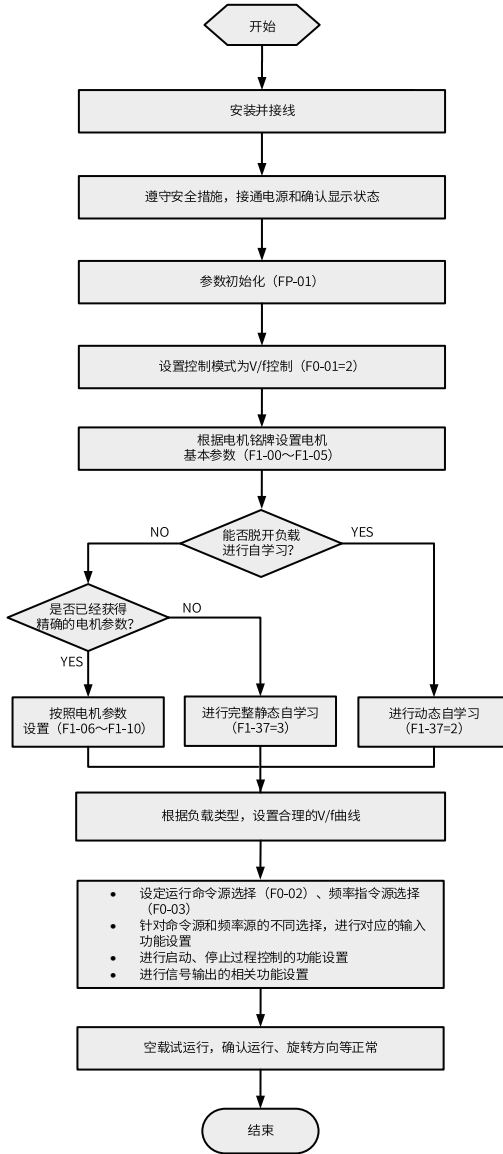 开始
安装并接线
遵守安全措施，接通电源和确认显示状态
参数初始化（FP-01）
设置控制模式为V/f控制（F0-01=2）
根据电机铭牌设置电机
基本参数（F1-00～F1-05）
能否脱开负载
进行自学习？
NO
YES
是否已经获得
精确的电机参数？
NO
YES
按照电机参数
设置（F1-06～F1-10）
进行完整静态自学习
（F1-37=3）
进行动态自学习
（F1-37=2）
根据负载类型，设置合理的V/f曲线
• 设定运行命令源选择（F0-02）、频率指令源选择
（F0-03）
• 针对命令源和频率源的不同选择，进行对应的输入
功能设置
• 进行启动、停止过程控制的功能设置
• 进行信号输出的相关功能设置
空载试运行，确认运行、旋转方向等正常
结束